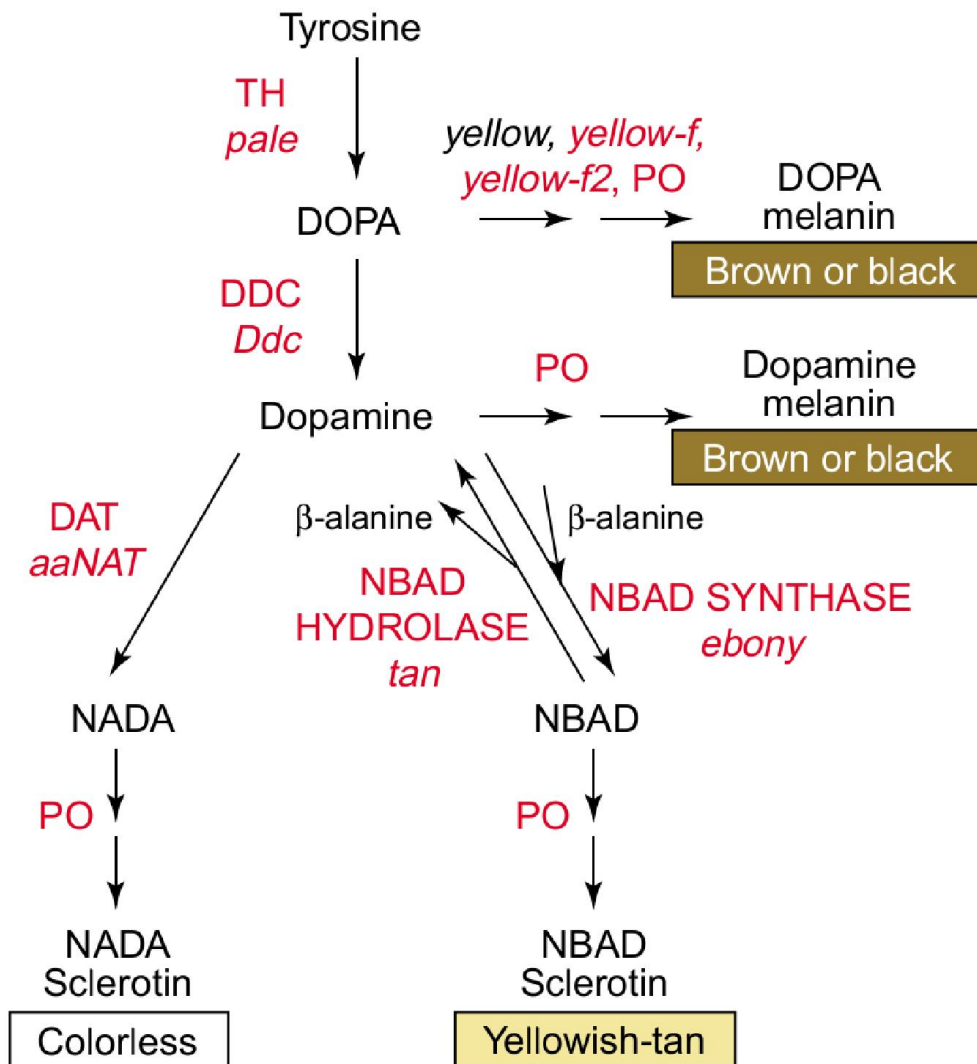 Tyrosine
TH
pale
yellow, yellow-f,
yellow-f2, PO
DOPA
DOPA
melanin
Brown or black
DDC
Ddc
Dopamine
PO
Dopamine
melanin
Brown or black
DAT
aaNAT
β-alanine
β-alanine
NBAD
HYDROLASE
tan
NBAD SYNTHASE
ebony
NADA
NBAD
PO
PO
NADA
Sclerotin
Colorless
NBAD
Sclerotin
Yellowish-tan